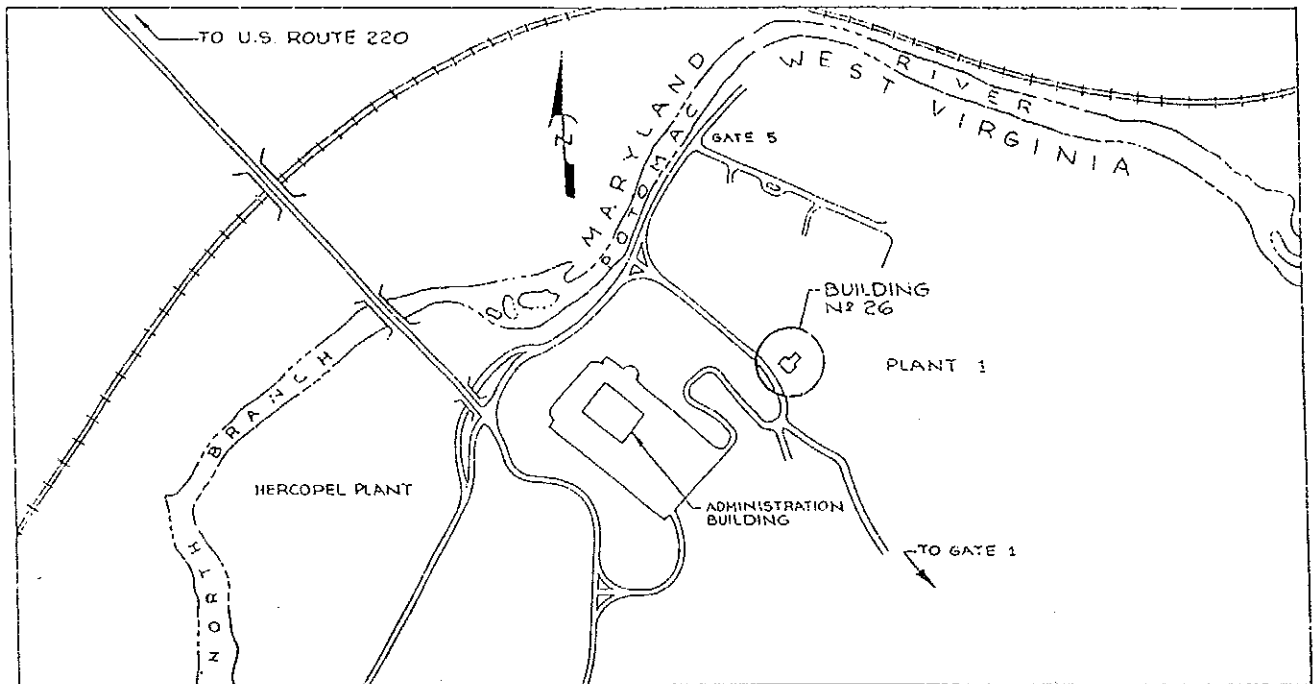 TO U.S. ROUTE 220
MARYLAND
NORTH BRANCH POTOMAC RIVER
WEST VIRGINIA
N
GATE 5
BUILDING
Nº 26
PLANT 1
HERCOPEL PLANT
ADMINISTRATION
BUILDING
TO GATE 1